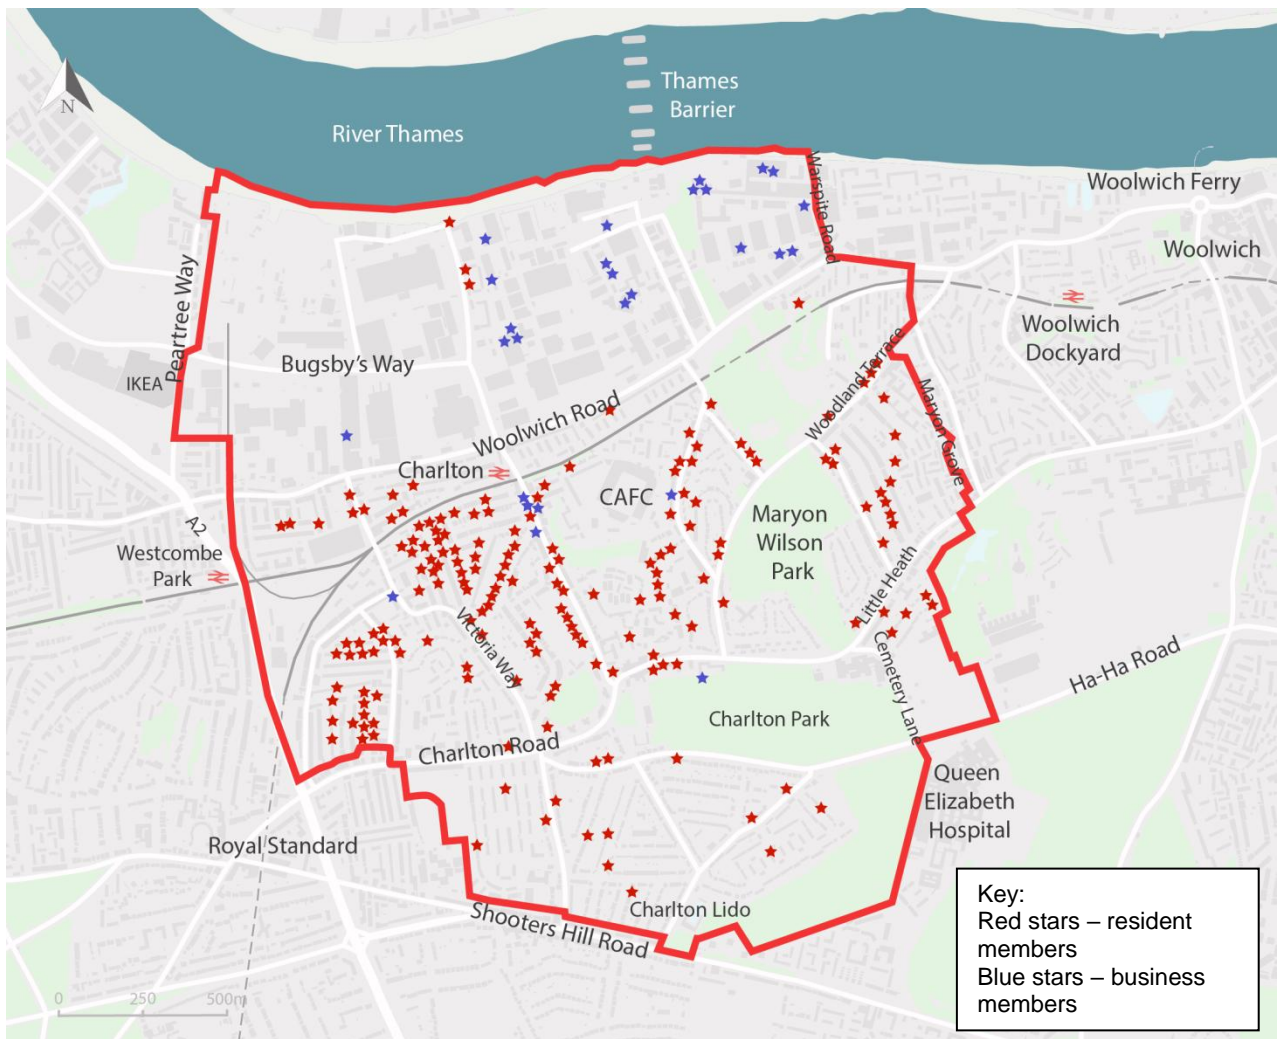 Thames
Barrier
River Thames
N
Warspite Road
Woolwich Ferry
Woolwich
Peartree Way
Woolwich
Dockyard
Bugsby's Way
IKEA
Woodland Terrace
Maryon Grove
Woolwich Road
Charlton
CAFC
Maryon
Wilson
Park
A2
Westcombe
Park
Little Heath
Victoria Way
Cemetery Lane
Ha-Ha Road
Charlton Park
Charlton Road
Queen
Elizabeth
Hospital
Royal Standard
Charlton Lido
Shooters Hill Road
0 250 500m
Key:
Red stars – resident
members
Blue stars – business
members